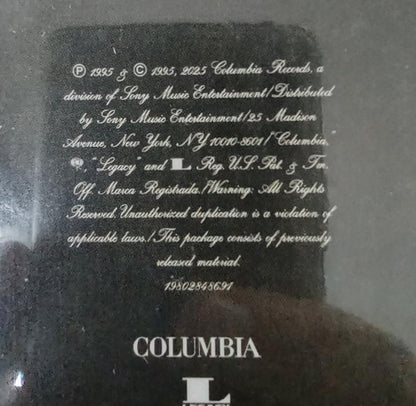 ℗ 1995 & © 1995, 2025 Columbia Records, a
division of Sony Music Entertainment/Distributed
by Sony Music Entertainment/25 Madison
Avenue, New York, NY 10010-8601/"Columbia,"
"Legacy" and L Reg. U.S. Pat. & Tm.
Off. Marca Registrada./Warning: All Rights
Reserved. Unauthorized duplication is a violation of
applicable laws./This package consists of previously
released material.
19802848691
COLUMBIA
L
LEGACY